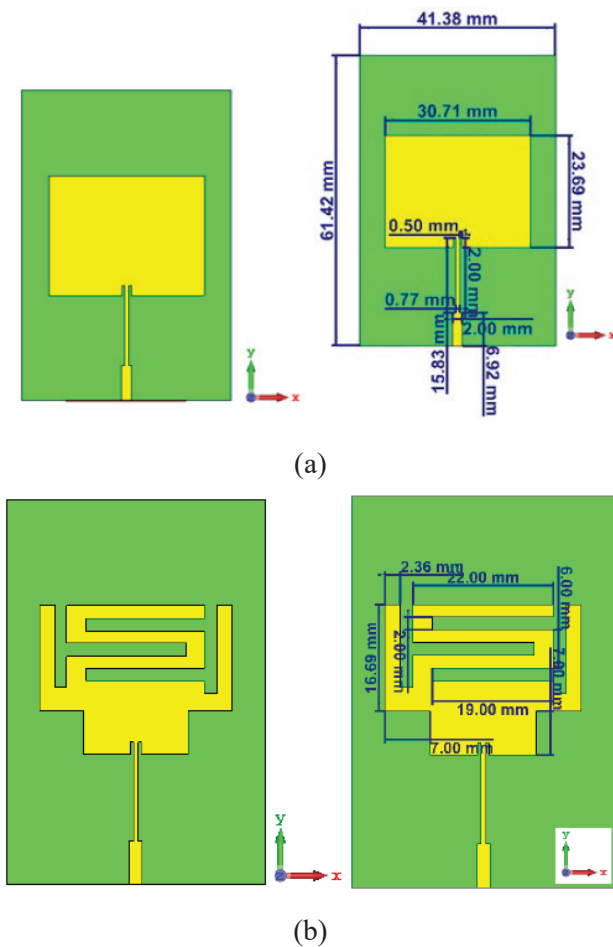 41.38 mm
30.71 mm
61.42 mm
23.69 mm
0.50 mm
2.00 mm
0.77 mm
2.00 mm
15.83 mm
6.92 mm
y
x
y
x
(a)
2.36 mm
22.00 mm
6.00 mm
16.69 mm
2.00 mm
7.00 mm
19.00 mm
7.00 mm
y
x
y
x
(b)